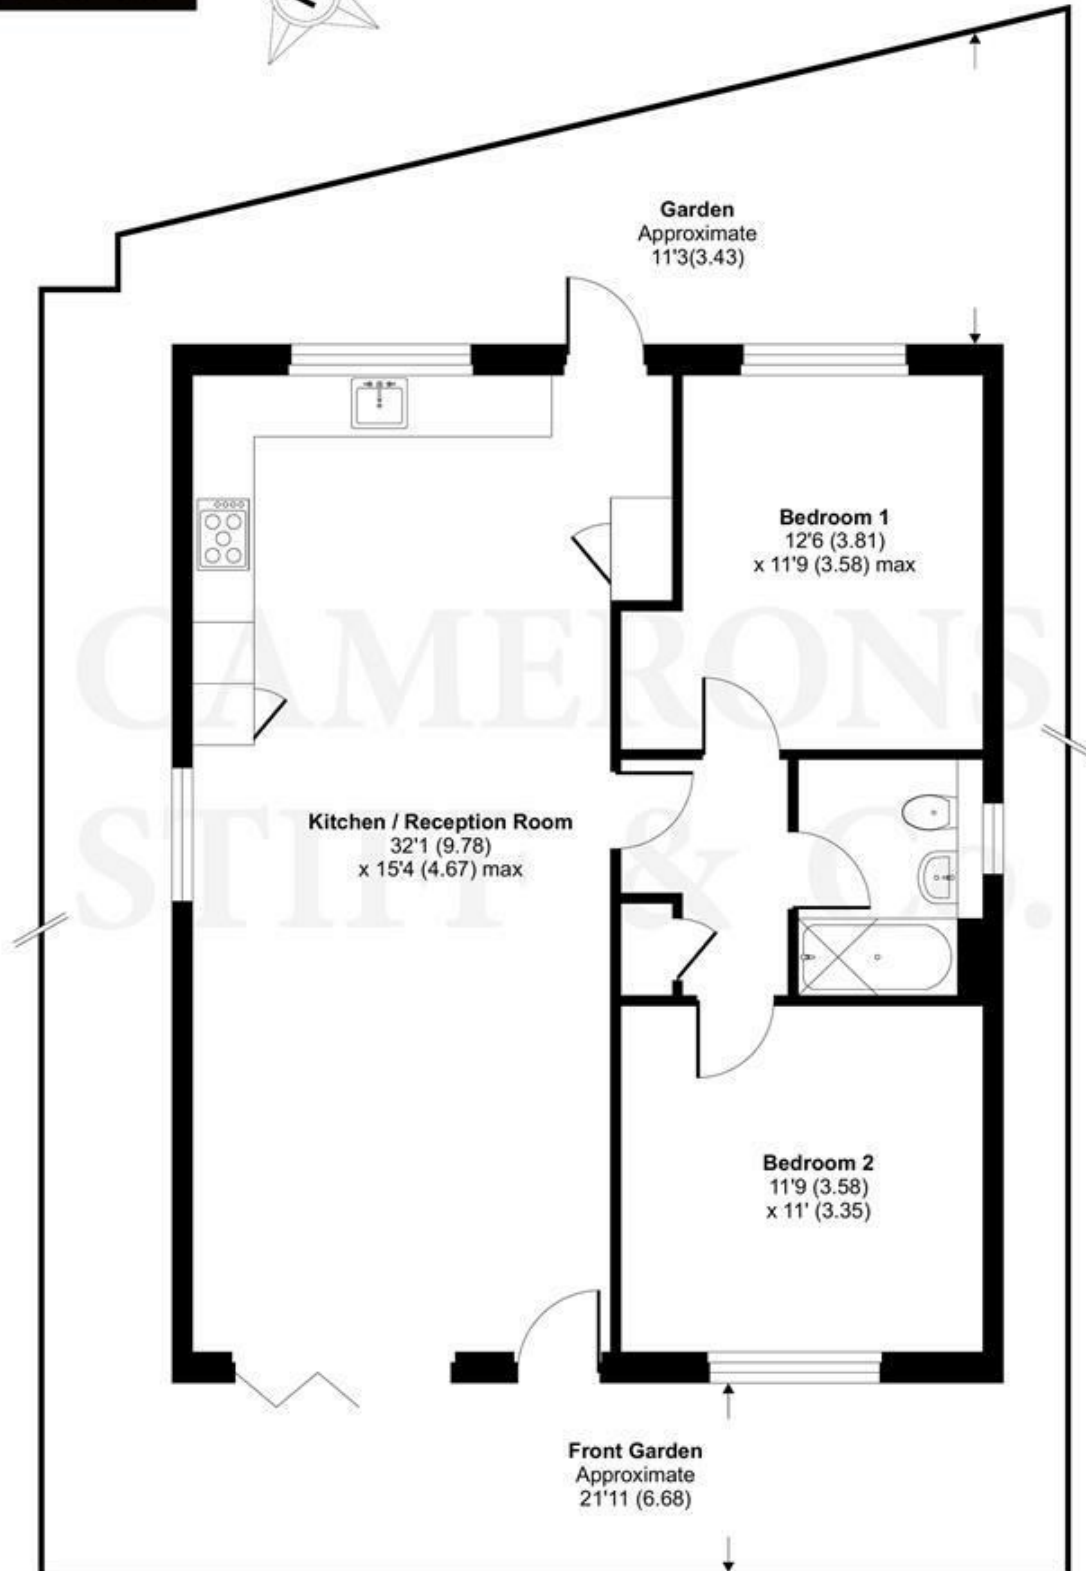 Garden
Approximate
11'3(3.43)
Bedroom 1
12'6 (3.81)
x 11'9 (3.58) max
CAMERONS
STIFF & CO.
Kitchen / Reception Room
32'1 (9.78)
x 15'4 (4.67) max
Bedroom 2
11'9 (3.58)
x 11' (3.35)
Front Garden
Approximate
21'11 (6.68)